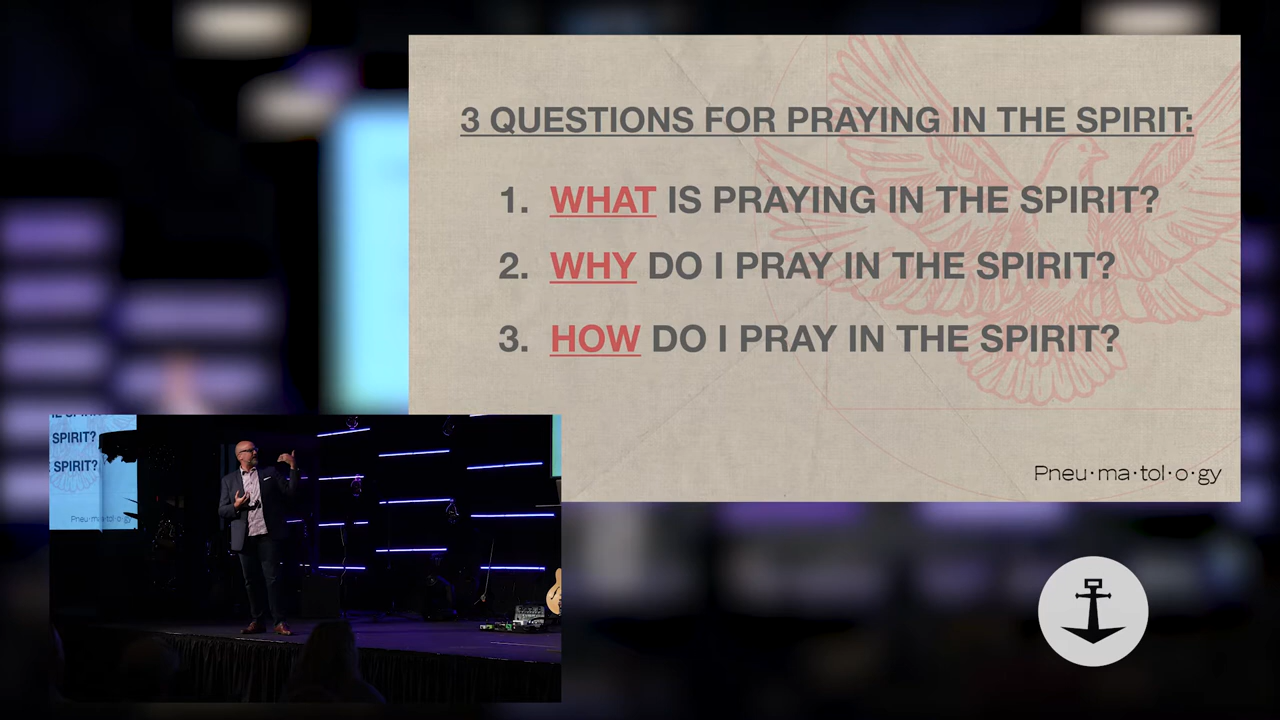 3 QUESTIONS FOR PRAYING IN THE SPIRIT:
1. WHAT IS PRAYING IN THE SPIRIT?
2. WHY DO I PRAY IN THE SPIRIT?
3. HOW DO I PRAY IN THE SPIRIT?
Pneu·ma·tol·o·gy
SPIRIT?
SPIRIT?